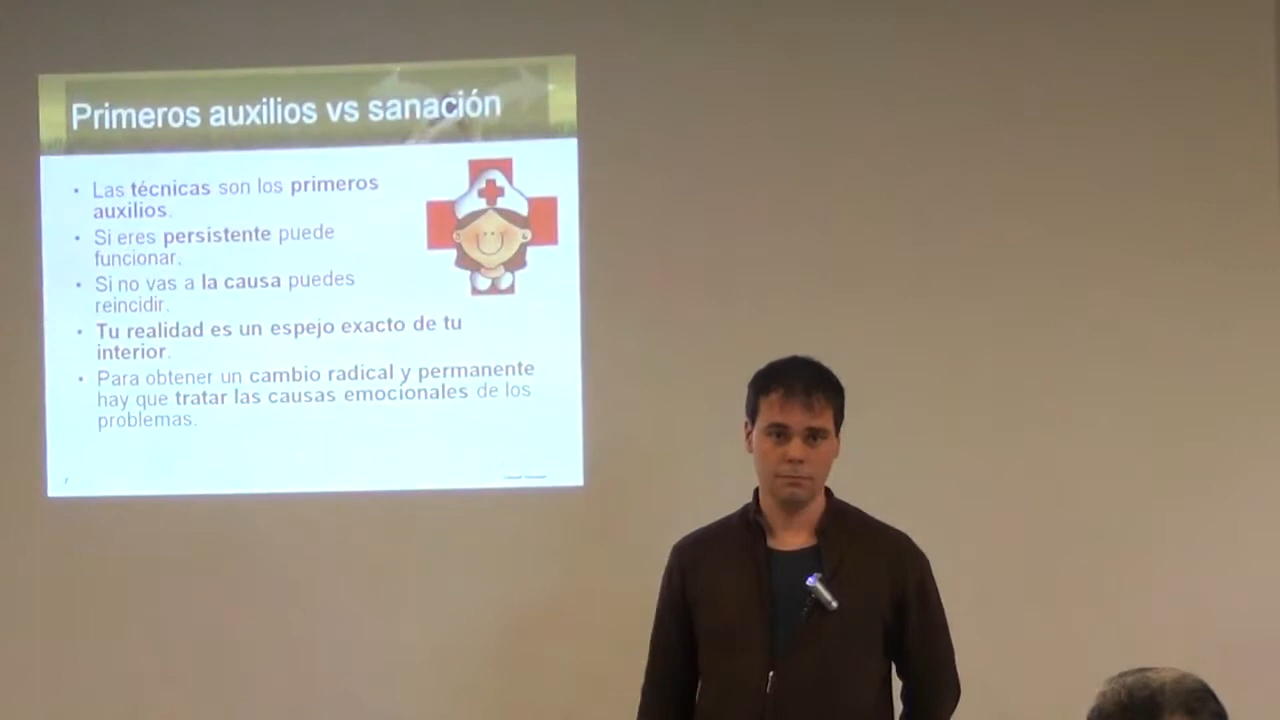 Primeros auxilios vs sanación
• Las técnicas son los primeros
auxilios.
• Si eres persistente puede
funcionar.
• Si no vas a la causa puedes
reincidir.
• Tu realidad es un espejo exacto de tu
interior.
• Para obtener un cambio radical y permanente
hay que tratar las causas emocionales de los
problemas.